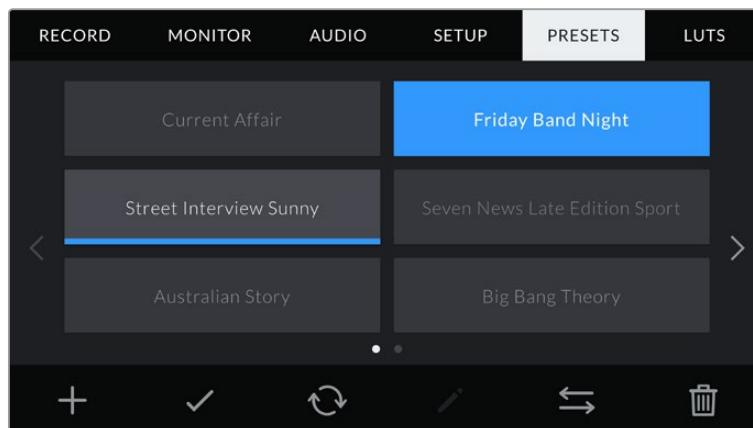 RECORD MONITOR AUDIO SETUP PRESETS LUTS
Current Affair Friday Band Night
Street Interview Sunny Seven News Late Edition Sport
Australian Story Big Bang Theory